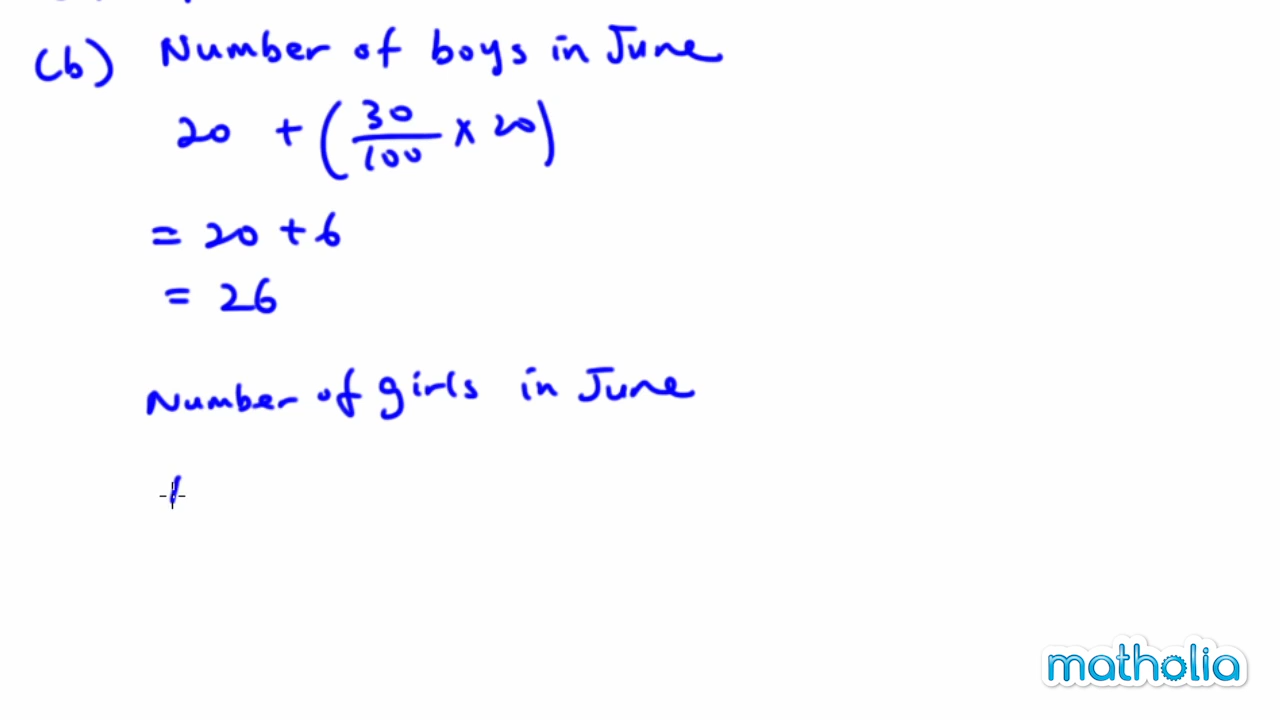 (b) Number of boys in June
20 + (30/100 × 20)
= 20 + 6
= 26
Number of girls in June
matholia